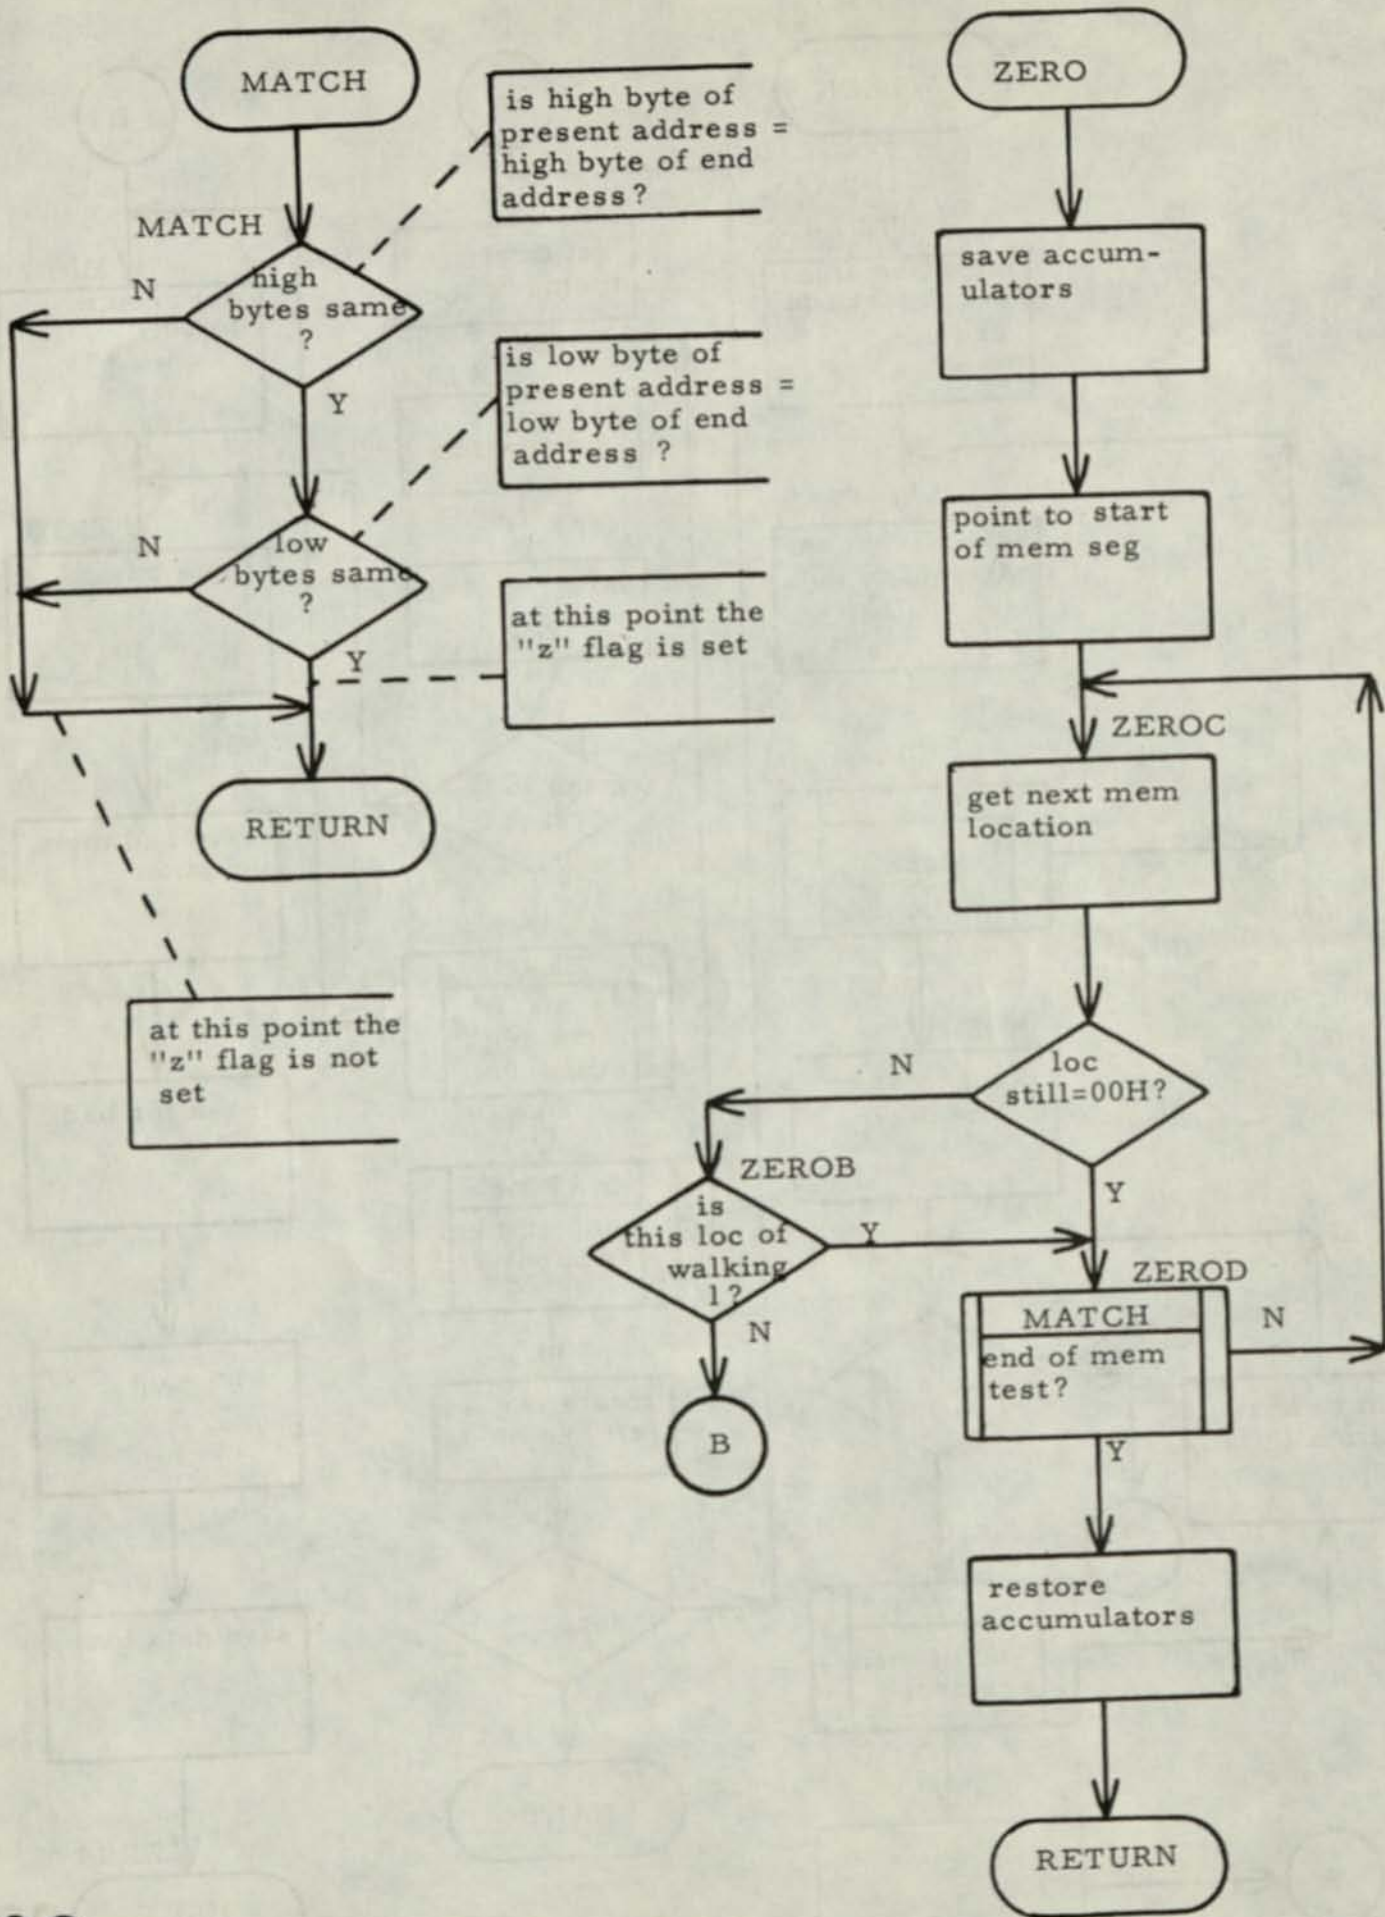 MATCH
is high byte of
present address =
high byte of end
address?
MATCH
N
high
bytes same
?
Y
is low byte of
present address =
low byte of end
address ?
N
low
bytes same
?
Y
at this point the
"z" flag is set
RETURN
at this point the
"z" flag is not
set
ZERO
save accum-
ulators
point to start
of mem seg
ZEROC
get next mem
location
N
loc
still=00H?
Y
ZEROB
is
this loc of
walking
1?
Y
N
B
ZEROD
MATCH
end of mem
test?
N
Y
restore
accumulators
RETURN